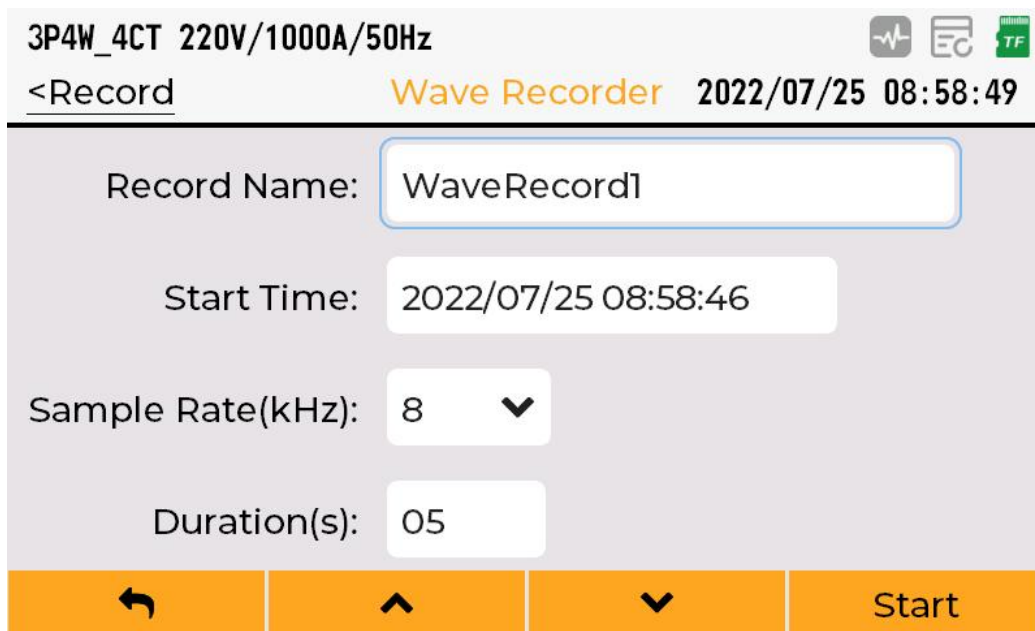 3P4W_4CT 220V/1000A/50Hz
TF
<Record Wave Recorder 2022/07/25 08:58:49
Record Name: WaveRecord1
Start Time: 2022/07/25 08:58:46
Sample Rate(kHz): 8
Duration(s): 05
Start